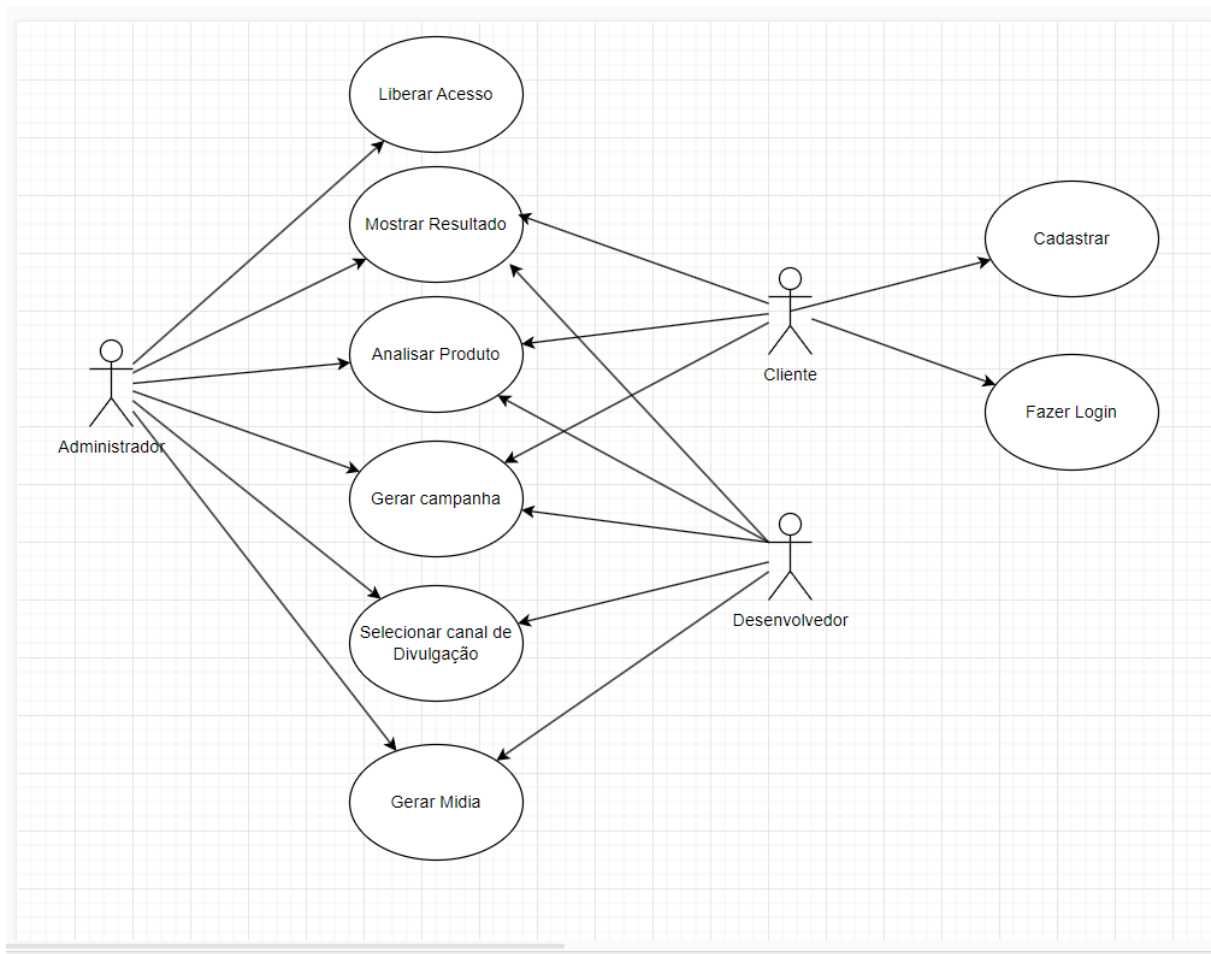 Liberar Acesso
Mostrar Resultado
Cadastrar
Analisar Produto
Cliente
Fazer Login
Administrador
Gerar campanha
Desenvolvedor
Selecionar canal de
Divulgação
Gerar Midia